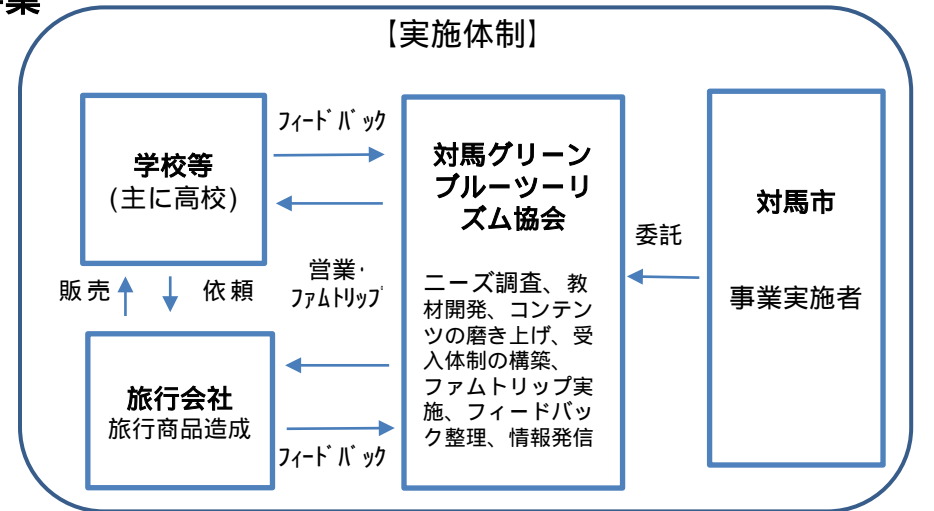 業
【実施体制】
学校等
(主に高校)
販売
依頼
旅行会社
旅行商品造成
ﾌｨｰﾄﾞﾊﾞｯｸ
営業･
ﾌｧﾑﾄﾘｯﾌﾟ
ﾌｨｰﾄﾞﾊﾞｯｸ
対馬グリーン
ブルーツーリ
ズム協会
ニーズ調査、教
材開発、コンテン
ツの磨き上げ、受
入体制の構築、
ファムトリップ実
施、フィードバッ
ク整理、情報発信
委託
対馬市
事業実施者